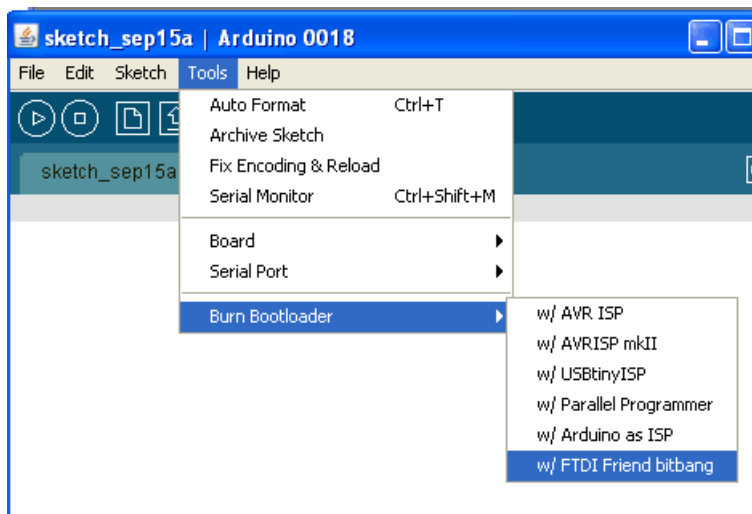 sketch_sep15a | Arduino 0018
File Edit Sketch Tools Help
Auto Format Ctrl+T
Archive Sketch
Fix Encoding & Reload
sketch_sep15a
Serial Monitor Ctrl+Shift+M
Board
Serial Port
Burn Bootloader
w/ AVR ISP
w/ AVRISP mkII
w/ USBtinyISP
w/ Parallel Programmer
w/ Arduino as ISP
w/ FTDI Friend bitbang